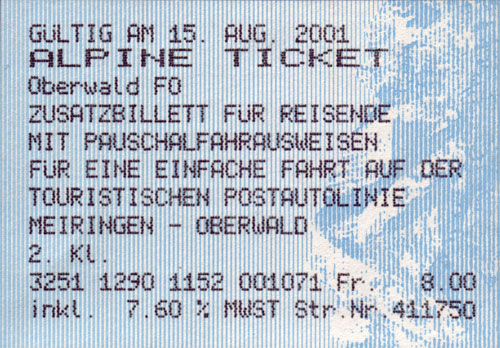 GÜLTIG AM 15. AUG. 2001
ALPINE TICKET
Oberwald FO
ZUSATZBILLETT FüR REISENDE
MIT PAUSCHALFAHRAUSWEISEN
FüR EINE EINFACHE FAHRT AUF DER
TOURISTISCHEN POSTAUTOLINIE
MEIRINGEN - OBERWALD
2. Kl.
3251 1290 1152 001071 Fr. 8.00
inkl. 7.60 % MWST Str.Nr.411750